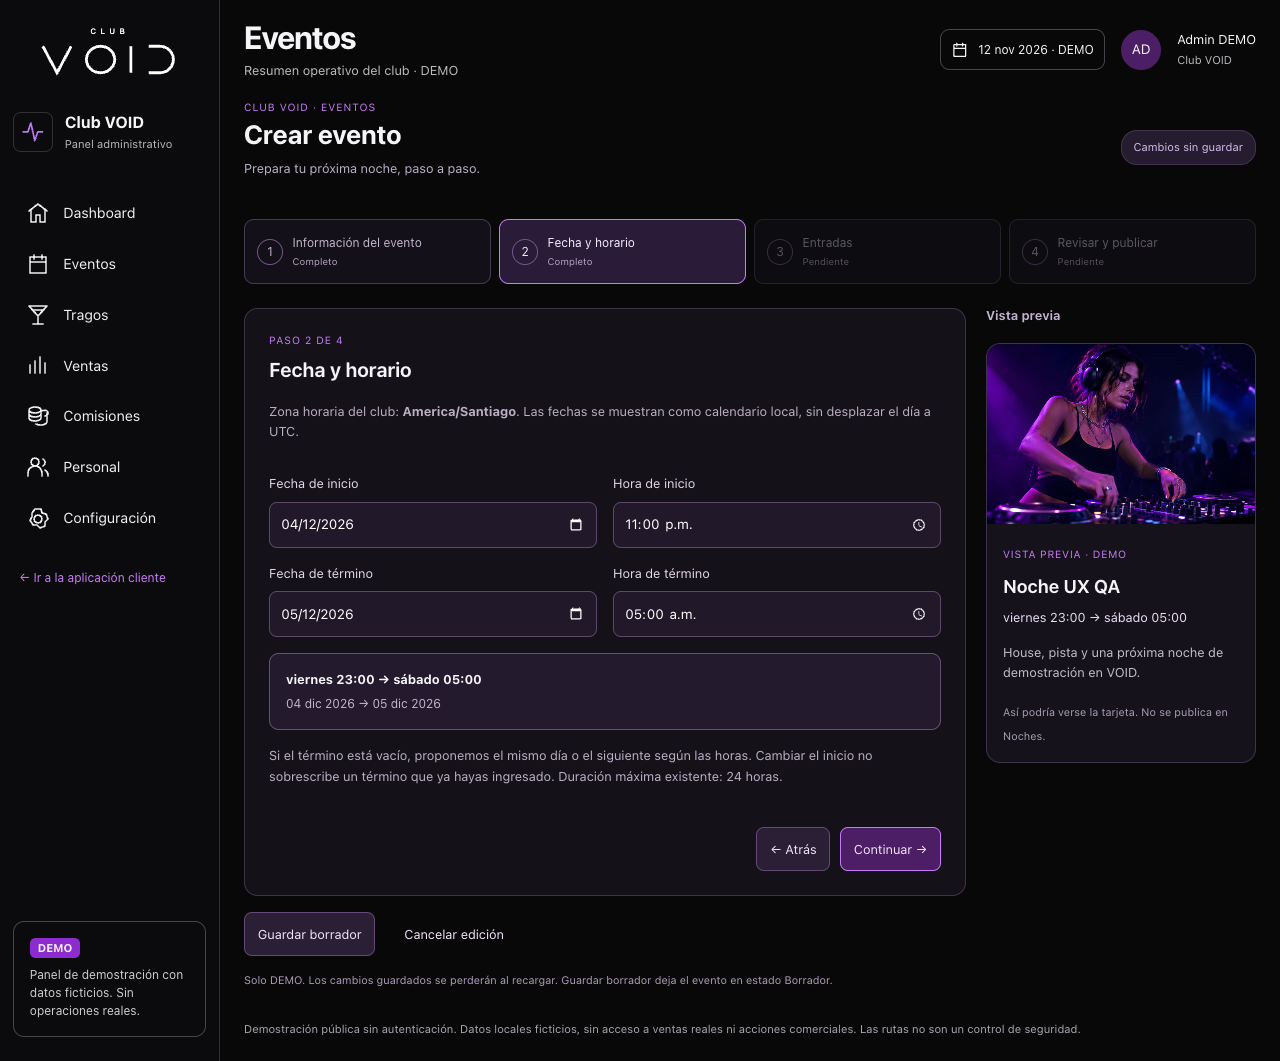 CLUB
VOID
Club VOID
Panel administrativo
Dashboard
Eventos
Tragos
Ventas
Comisiones
Personal
Configuración
← Ir a la aplicación cliente
DEMO
Panel de demostración con
datos ficticios. Sin
operaciones reales.
Eventos
Resumen operativo del club · DEMO
12 nov 2026 · DEMO
AD
Admin DEMO
Club VOID
CLUB VOID · EVENTOS
Crear evento
Prepara tu próxima noche, paso a paso.
Cambios sin guardar
1
Información del evento
Completo
2
Fecha y horario
Completo
3
Entradas
Pendiente
4
Revisar y publicar
Pendiente
PASO 2 DE 4
Fecha y horario
Zona horaria del club: America/Santiago. Las fechas se muestran como calendario local, sin desplazar el día a
UTC.
Fecha de inicio
04/12/2026
Hora de inicio
11:00 p.m.
Fecha de término
05/12/2026
Hora de término
05:00 a.m.
viernes 23:00 → sábado 05:00
04 dic 2026 → 05 dic 2026
Si el término está vacío, proponemos el mismo día o el siguiente según las horas. Cambiar el inicio no
sobrescribe un término que ya hayas ingresado. Duración máxima existente: 24 horas.
← Atrás
Continuar →
Vista previa
VISTA PREVIA · DEMO
Noche UX QA
viernes 23:00 → sábado 05:00
House, pista y una próxima noche de
demostración en VOID.
Así podría verse la tarjeta. No se publica en
Noches.
Guardar borrador
Cancelar edición
Solo DEMO. Los cambios guardados se perderán al recargar. Guardar borrador deja el evento en estado Borrador.
Demostración pública sin autenticación. Datos locales ficticios, sin acceso a ventas reales ni acciones comerciales. Las rutas no son un control de seguridad.